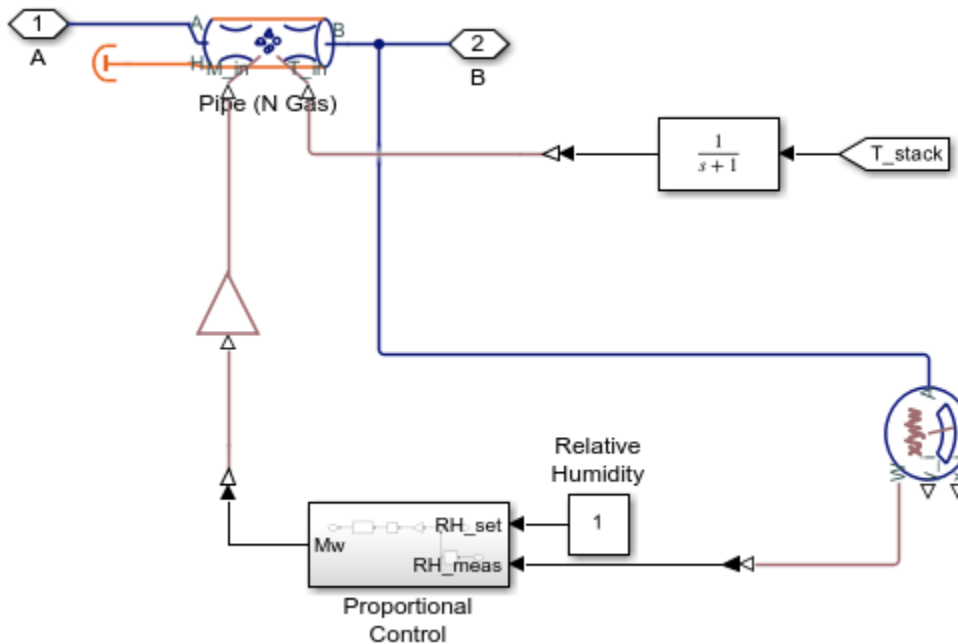 1
A
A
B
2
B
H
M_in
T_in
Pipe (N Gas)
1
s + 1
T_stack
A
W
Relative
Humidity
1
RH_set
Mw
RH_meas
Proportional
Control